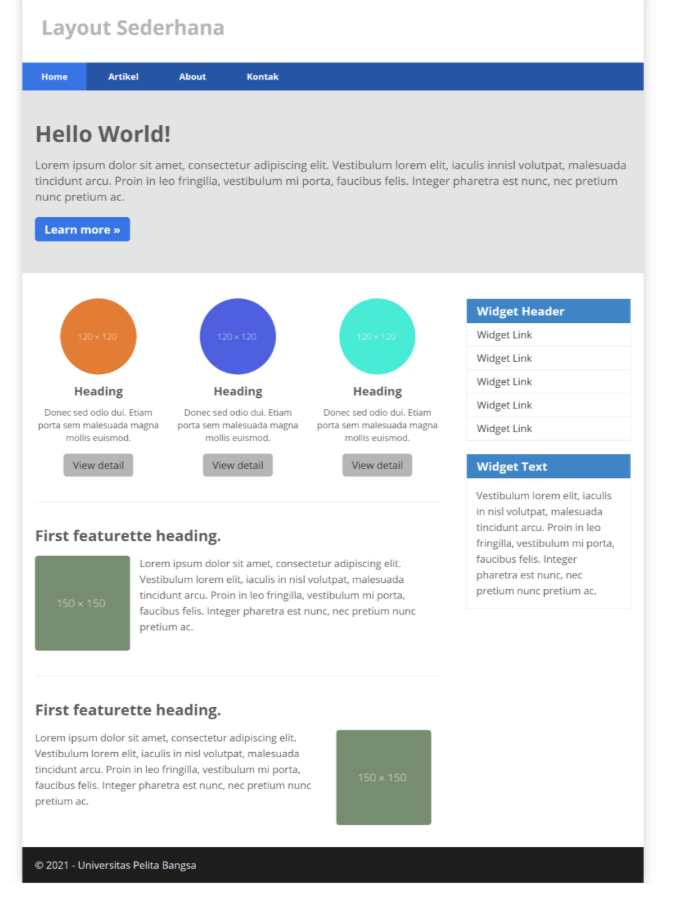 Layout Sederhana
Home Artikel About Kontak
Hello World!
Lorem ipsum dolor sit amet, consectetur adipiscing elit. Vestibulum lorem elit, iaculis innisl volutpat, malesuada
tincidunt arcu. Proin in leo fringilla, vestibulum mi porta, faucibus felis. Integer pharetra est nunc, nec pretium
nunc pretium ac.
Learn more »
120 × 120
Heading
Donec sed odio dui. Etiam
porta sem malesuada magna
mollis euismod.
View detail
120 × 120
Heading
Donec sed odio dui. Etiam
porta sem malesuada magna
mollis euismod.
View detail
120 × 120
Heading
Donec sed odio dui. Etiam
porta sem malesuada magna
mollis euismod.
View detail
First featurette heading.
150 × 150
Lorem ipsum dolor sit amet, consectetur adipiscing elit.
Vestibulum lorem elit, iaculis in nisl volutpat, malesuada
tincidunt arcu. Proin in leo fringilla, vestibulum mi porta,
faucibus felis. Integer pharetra est nunc, nec pretium nunc
pretium ac.
First featurette heading.
Lorem ipsum dolor sit amet, consectetur adipiscing elit.
Vestibulum lorem elit, iaculis in nisl volutpat, malesuada
tincidunt arcu. Proin in leo fringilla, vestibulum mi porta,
faucibus felis. Integer pharetra est nunc, nec pretium nunc
pretium ac.
150 × 150
Widget Header
Widget Link
Widget Link
Widget Link
Widget Link
Widget Link
Widget Text
Vestibulum lorem elit, iaculis
in nisl volutpat, malesuada
tincidunt arcu. Proin in leo
fringilla, vestibulum mi porta,
faucibus felis. Integer
pharetra est nunc, nec
pretium nunc pretium ac.
© 2021 - Universitas Pelita Bangsa